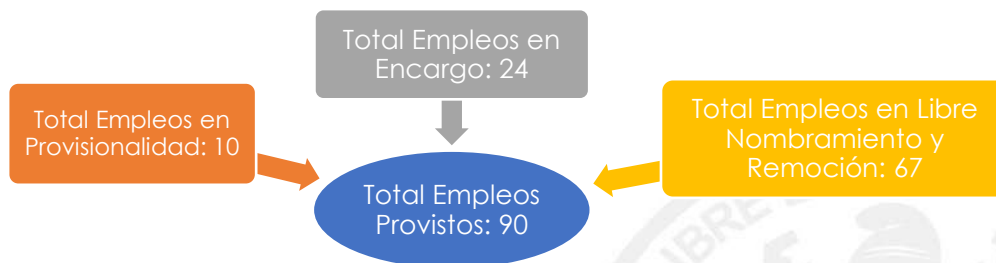 Total Empleos en
Encargo: 24
Total Empleos en
Provisionalidad: 10
Total Empleos en Libre
Nombramiento y
Remoción: 67
Total Empleos
Provistos: 90